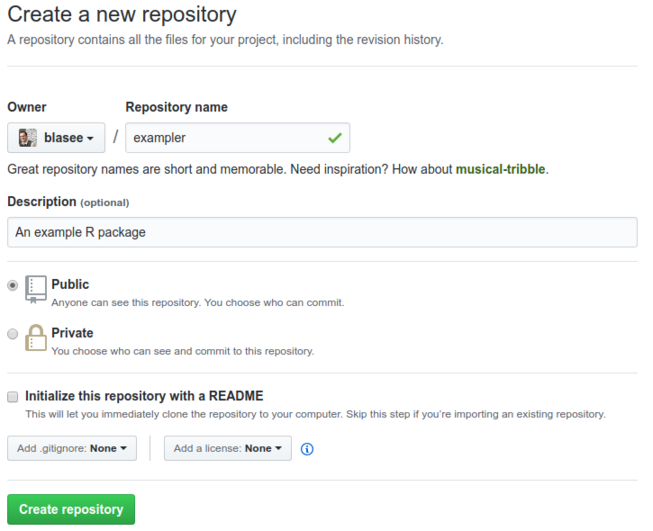 Create a new repository
A repository contains all the files for your project, including the revision history.
Owner Repository name
blasee / exampler
Great repository names are short and memorable. Need inspiration? How about musical-tribble.
Description (optional)
An example R package
Public
Anyone can see this repository. You choose who can commit.
Private
You choose who can see and commit to this repository.
Initialize this repository with a README
This will let you immediately clone the repository to your computer. Skip this step if you're importing an existing repository.
Add .gitignore: None Add a license: None
Create repository